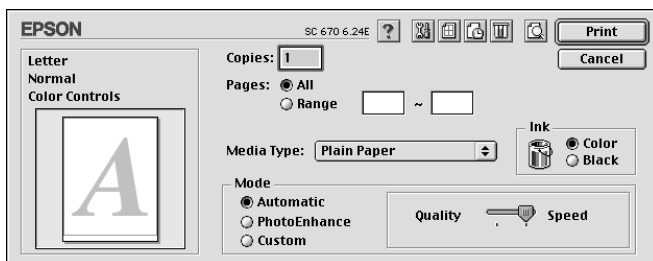 EPSON
SC 670 6.24E ?
Print
Cancel
Letter
Normal
Color Controls
A
Copies: 1
Pages: All
Range ~
Media Type: Plain Paper
Ink
Color
Black
Mode
Automatic
PhotoEnhance
Custom
Quality Speed